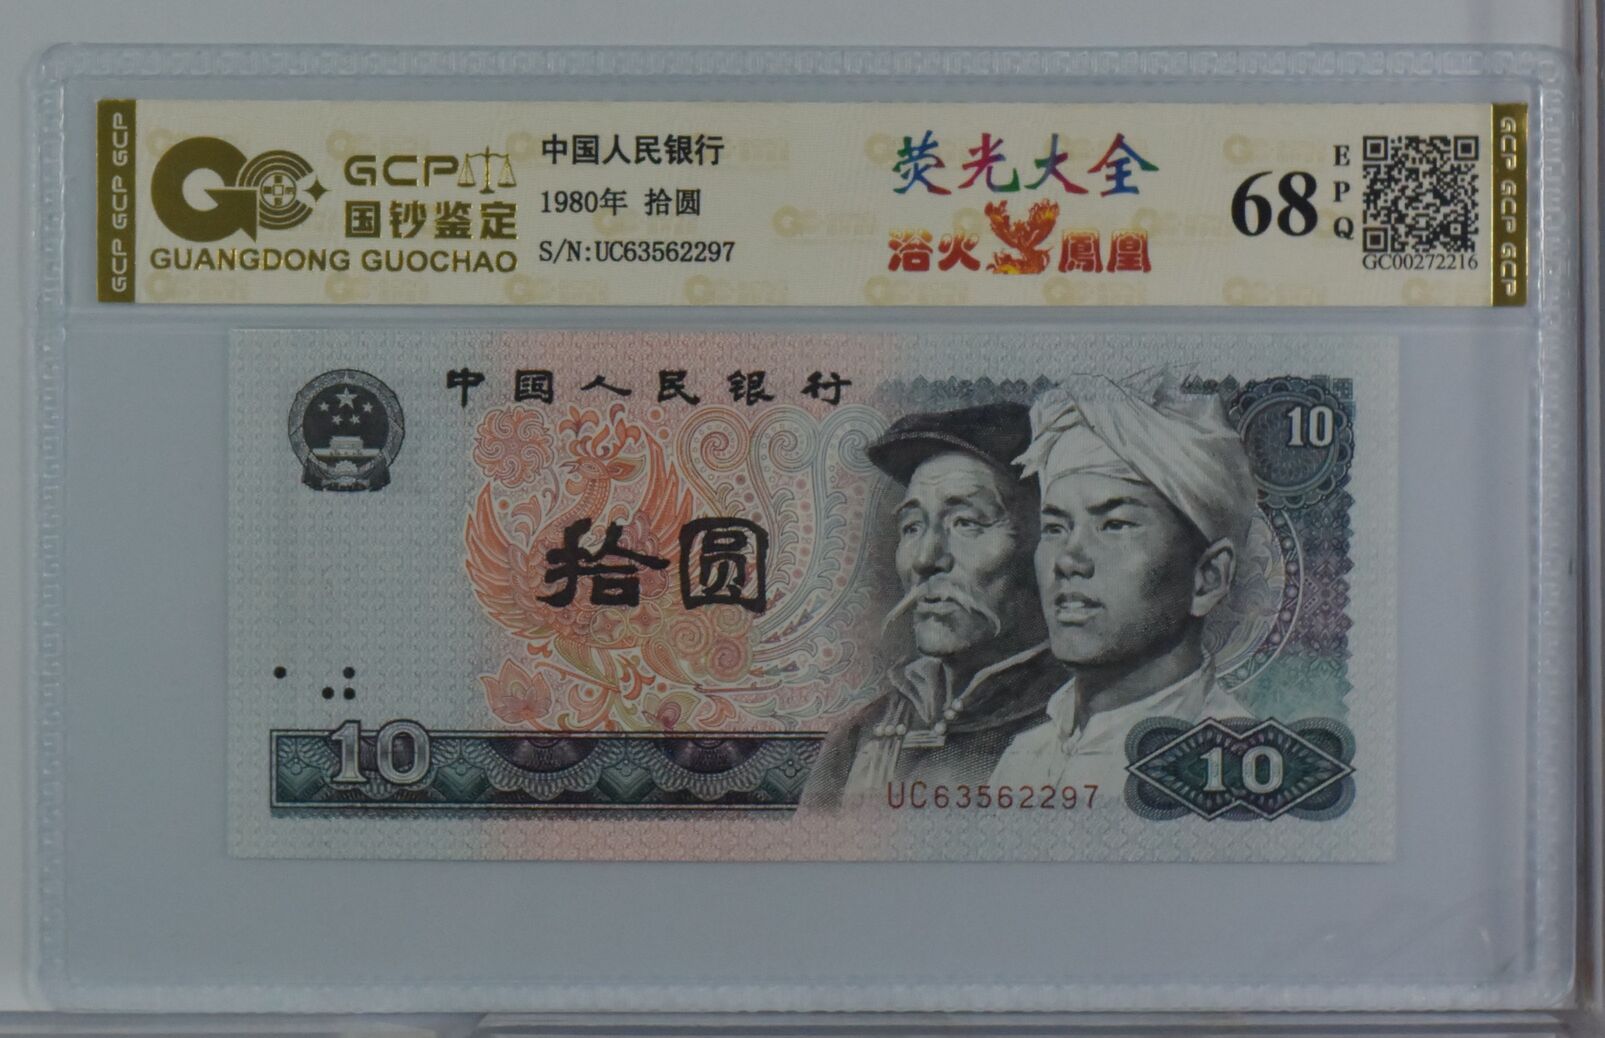 GCP GCP GCP
GCP
国钞鉴定
GUANGDONG GUOCHAO
中国人民银行
1980年 拾圆
S/N:UC63562297
荧光大全
浴火鳳凰
68
EPQ
GC00272216
GCP GCP GCP
中国人民银行
10
拾圆
10
UC63562297
10